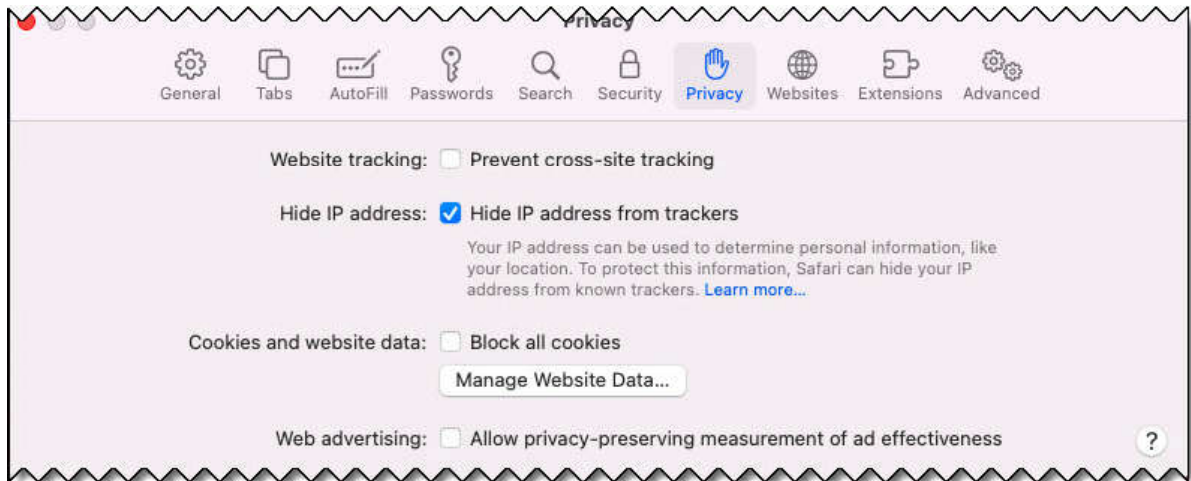 Privacy
General Tabs AutoFill Passwords Search Security Privacy Websites Extensions Advanced
Website tracking: Prevent cross-site tracking
Hide IP address: Hide IP address from trackers
Your IP address can be used to determine personal information, like
your location. To protect this information, Safari can hide your IP
address from known trackers. Learn more...
Cookies and website data: Block all cookies
Manage Website Data...
Web advertising: Allow privacy-preserving measurement of ad effectiveness ?